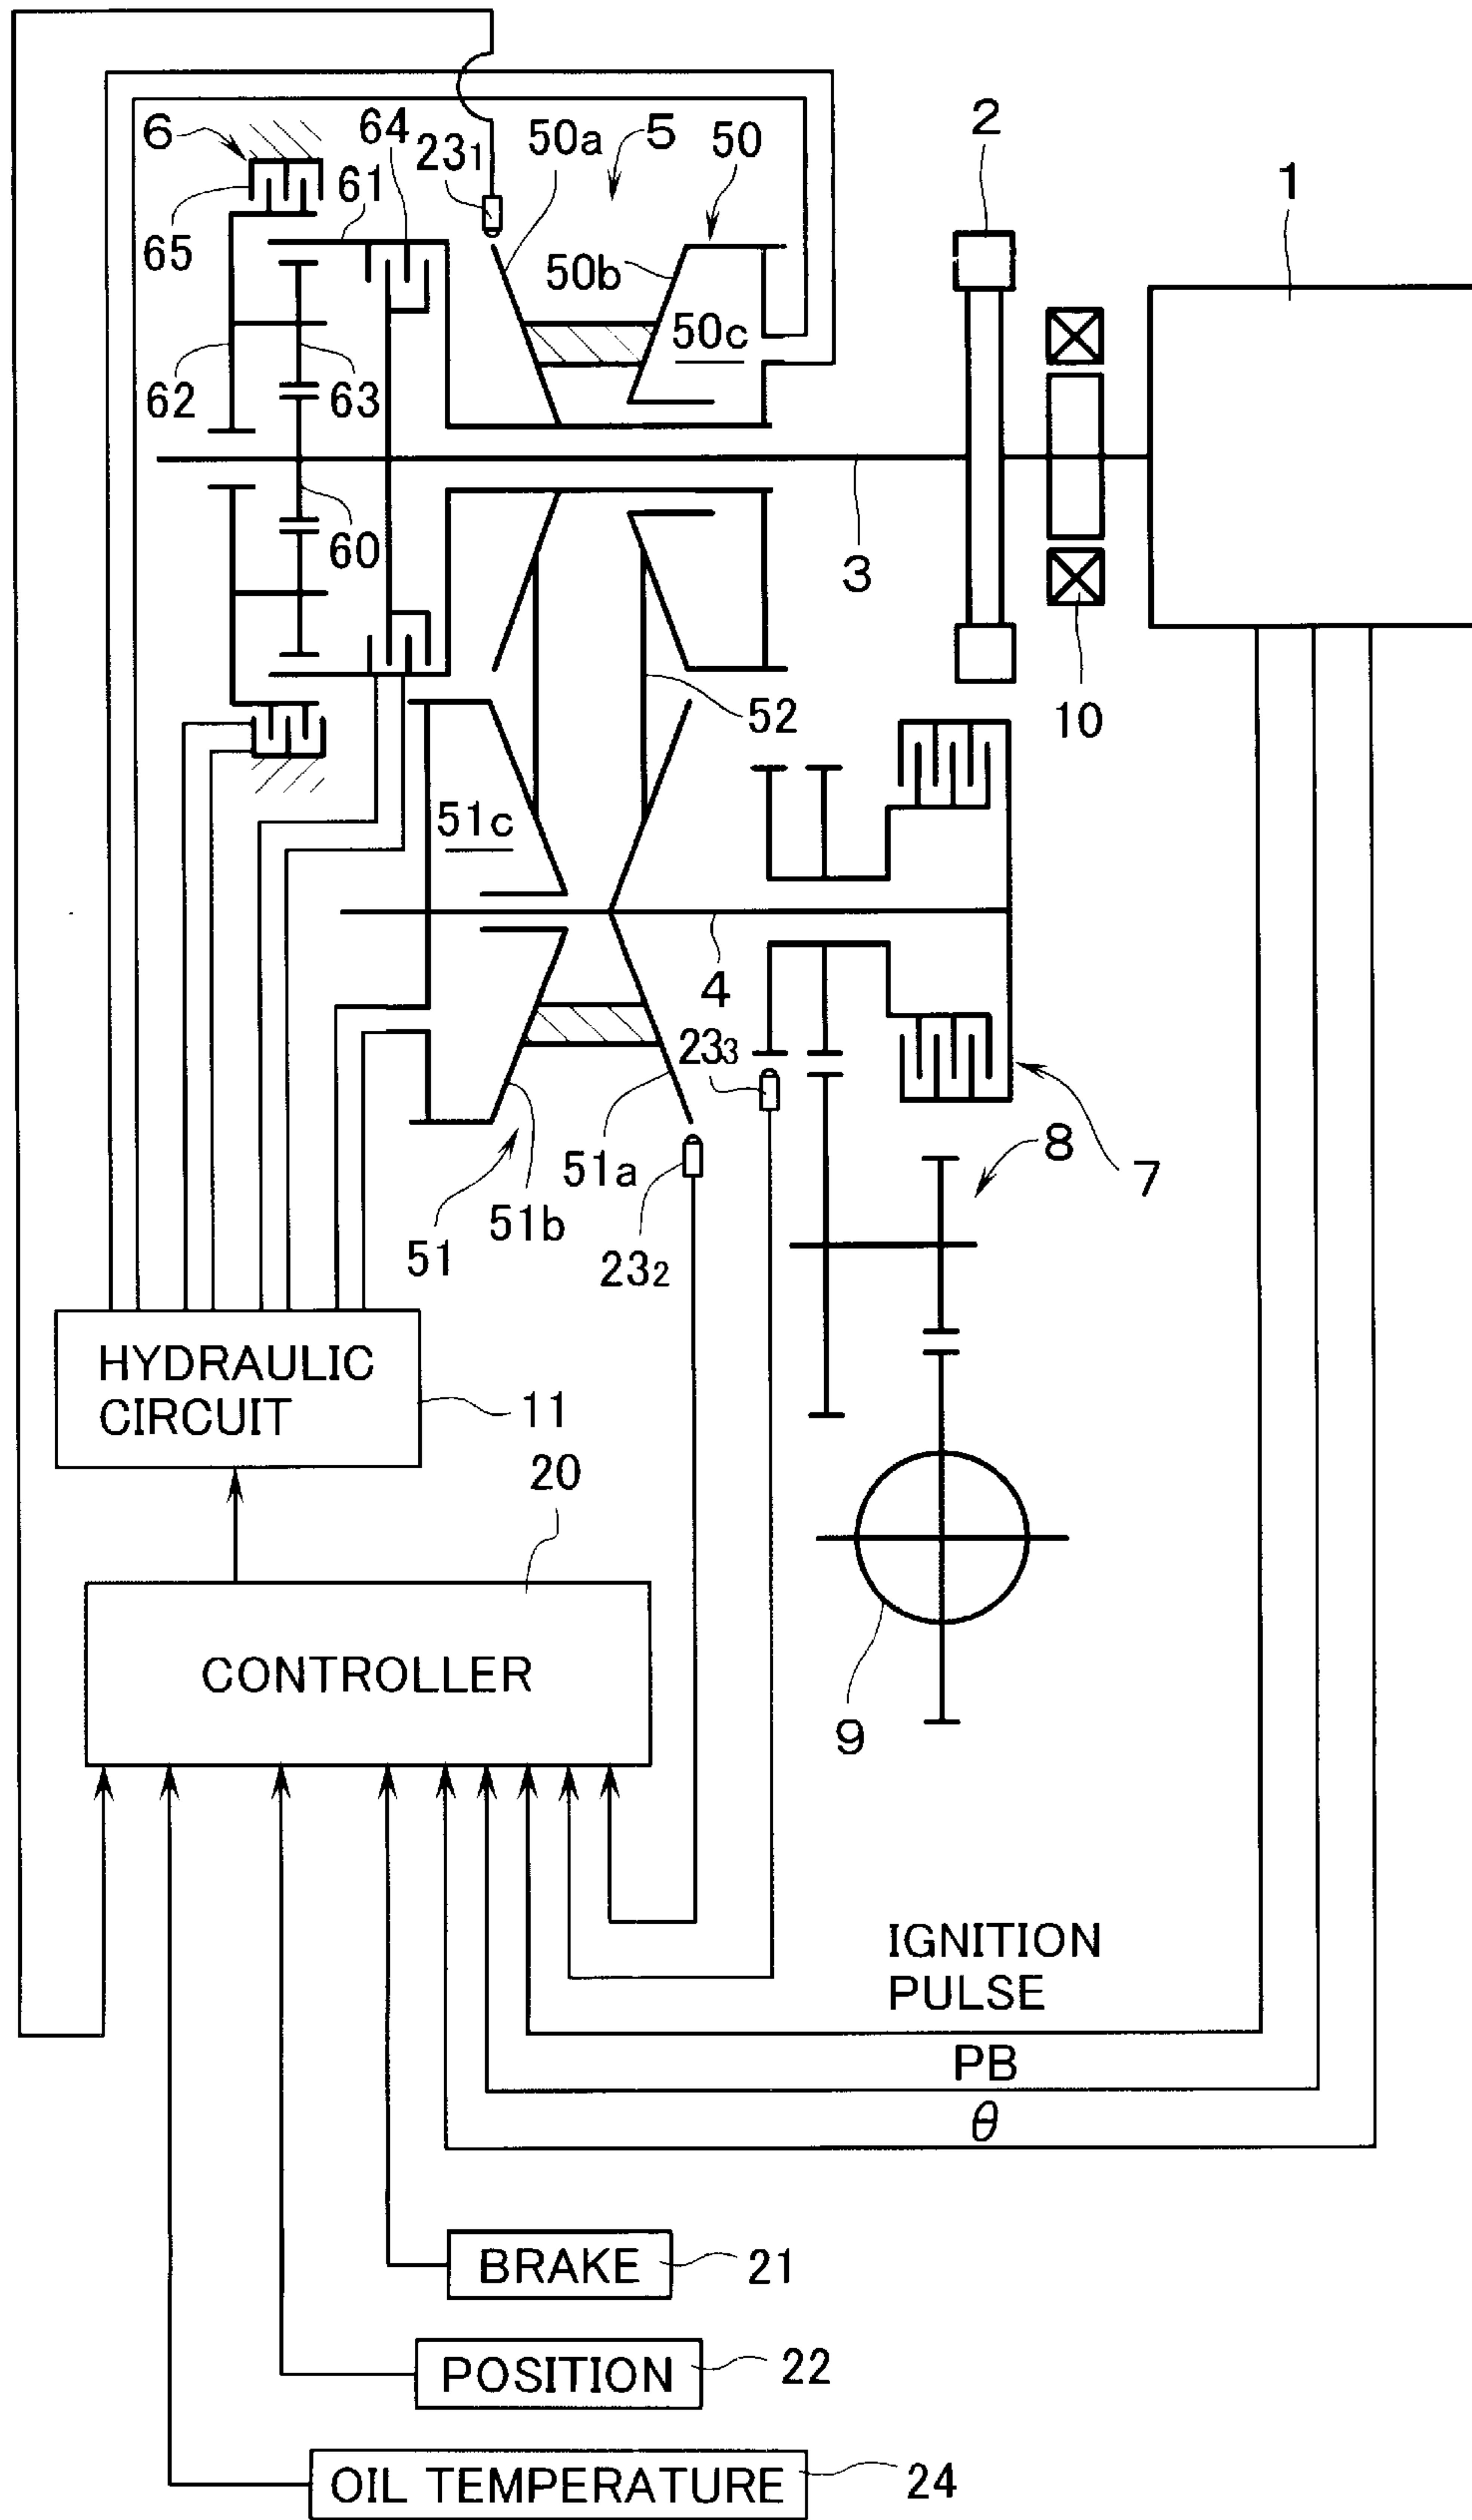 2
1
6
64
23₁
50a
5
50
61
65
50b
50c
62
63
60
3
52
10
51c
4
23₃
8
7
51a
51b
51
23₂
HYDRAULIC
CIRCUIT
11
20
CONTROLLER
9
IGNITION
PULSE
PB
θ
BRAKE
21
POSITION
22
OIL TEMPERATURE
24